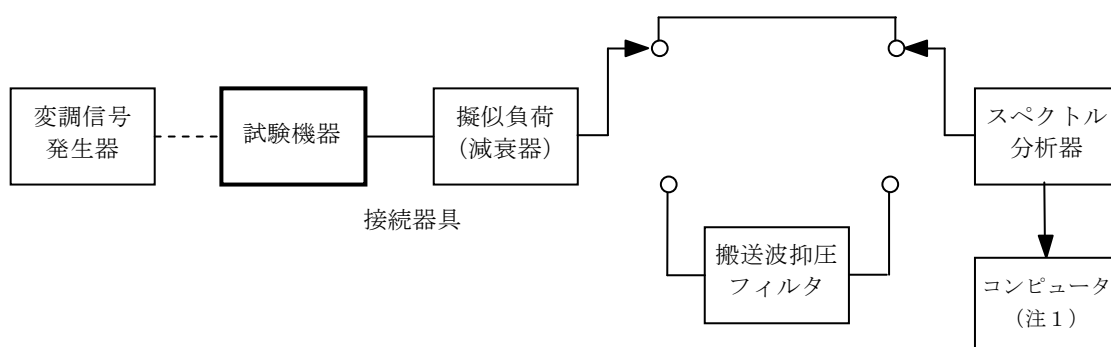 変調信号
発生器
試験機器
擬似負荷
（減衰器）
スペクトル
分析器
接続器具
搬送波抑圧
フィルタ
コンピュータ
（注１）